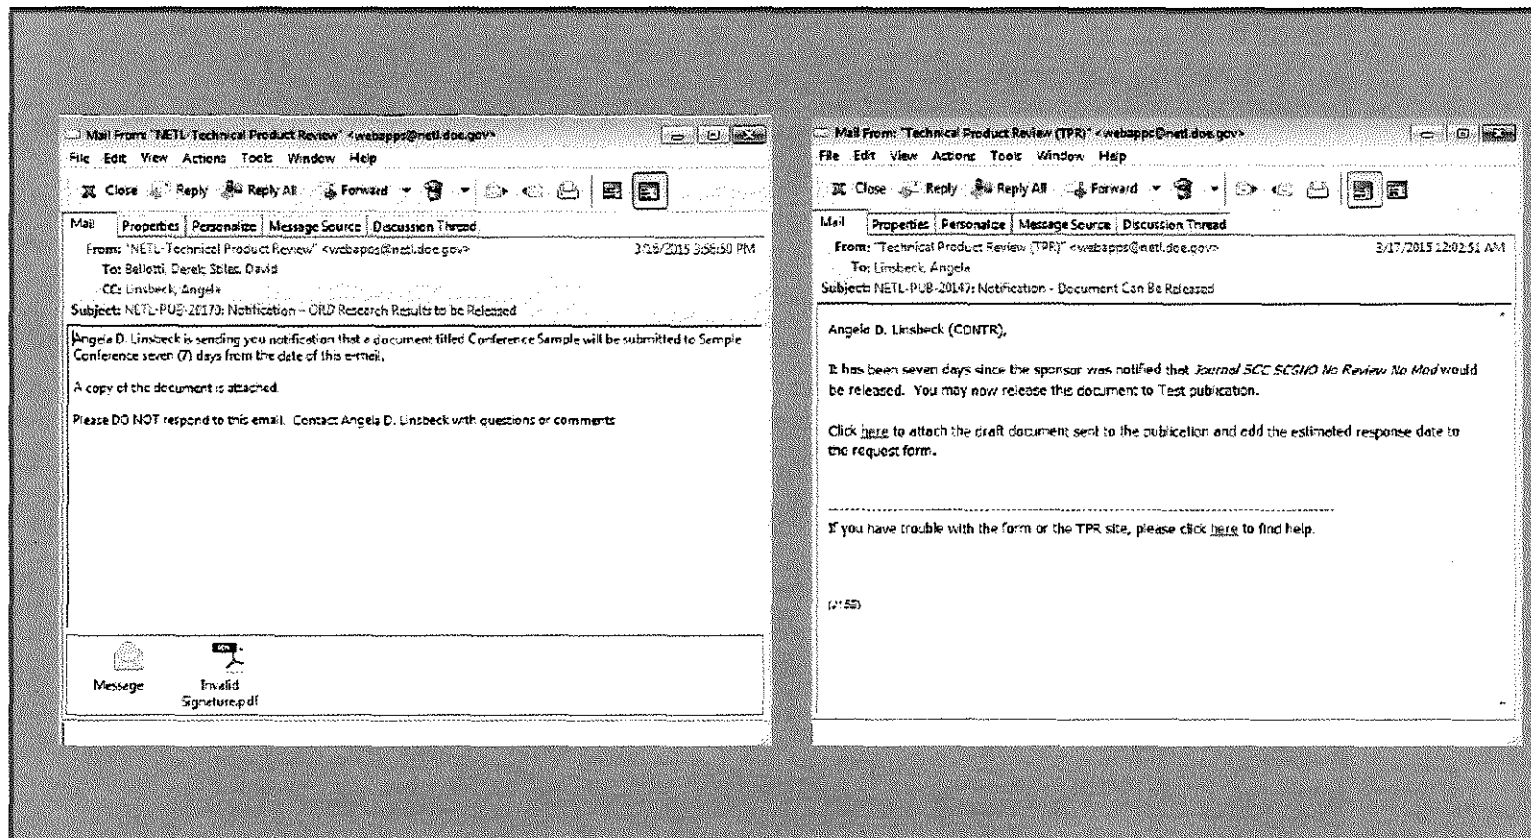 Mail From: "NETL-Technical Product Review" <webapps@netl.doe.gov>
File Edit View Actions Tools Window Help
Close Reply Reply All Forward
Mail Properties Personalize Message Source Discussion Thread
From: "NETL-Technical Product Review" <webapps@netl.doe.gov> 3/16/2015 3:56:50 PM
To: Bellotti, Derek; Stiles, David
CC: Linsbeck, Angela
Subject: NETL-PUB-20170: Notification – ORD Research Results to be Released
Angela D. Linsbeck is sending you notification that a document titled Conference Sample will be submitted to Sample
Conference seven (7) days from the date of this e-mail.
A copy of the document is attached.
Please DO NOT respond to this email. Contact Angela D. Linsbeck with questions or comments
Message
Invalid
Signature.pdf
Mail From: "Technical Product Review (TPR)" <webapps@netl.doe.gov>
File Edit View Actions Tools Window Help
Close Reply Reply All Forward
Mail Properties Personalize Message Source Discussion Thread
From: "Technical Product Review (TPR)" <webapps@netl.doe.gov> 3/17/2015 12:02:51 AM
To: Linsbeck, Angela
Subject: NETL-PUB-20147: Notification - Document Can Be Released
Angela D. Linsbeck (CONTR),
It has been seven days since the sponsor was notified that Journal SCC SCGNO No Review No Mod would
be released. You may now release this document to Test publication.
Click here to attach the draft document sent to the publication and add the estimated response date to
the request form.
If you have trouble with the form or the TPR site, please click here to find help.